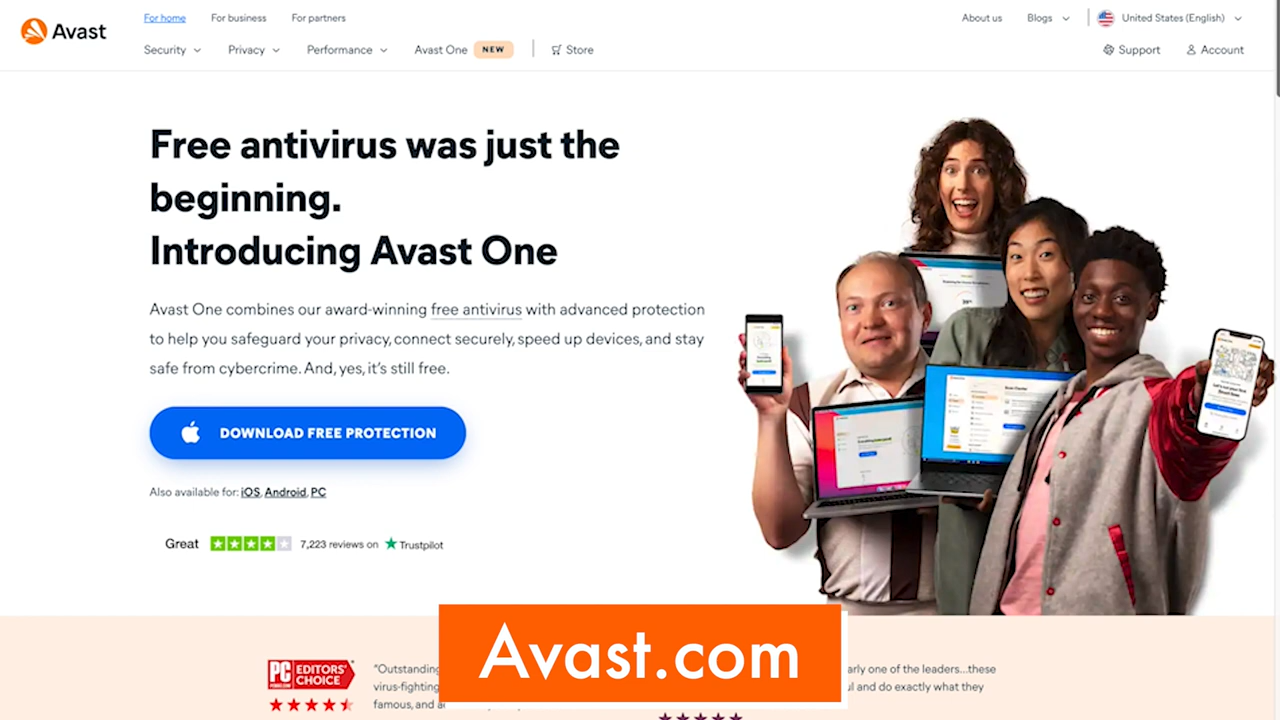 Avast
For home
For business
For partners
About us
Blogs
United States (English)
Security
Privacy
Performance
Avast One
NEW
Store
Support
Account
Free antivirus was just the
beginning.
Introducing Avast One
Avast One combines our award-winning free antivirus with advanced protection
to help you safeguard your privacy, connect securely, speed up devices, and stay
safe from cybercrime. And, yes, it's still free.
DOWNLOAD FREE PROTECTION
Also available for: iOS, Android, PC
Great
7,223 reviews on
Trustpilot
Avast.com
PC
EDITORS'
CHOICE
"Outstanding
virus-fighting
famous, and
one of the leaders...these
and do exactly what they